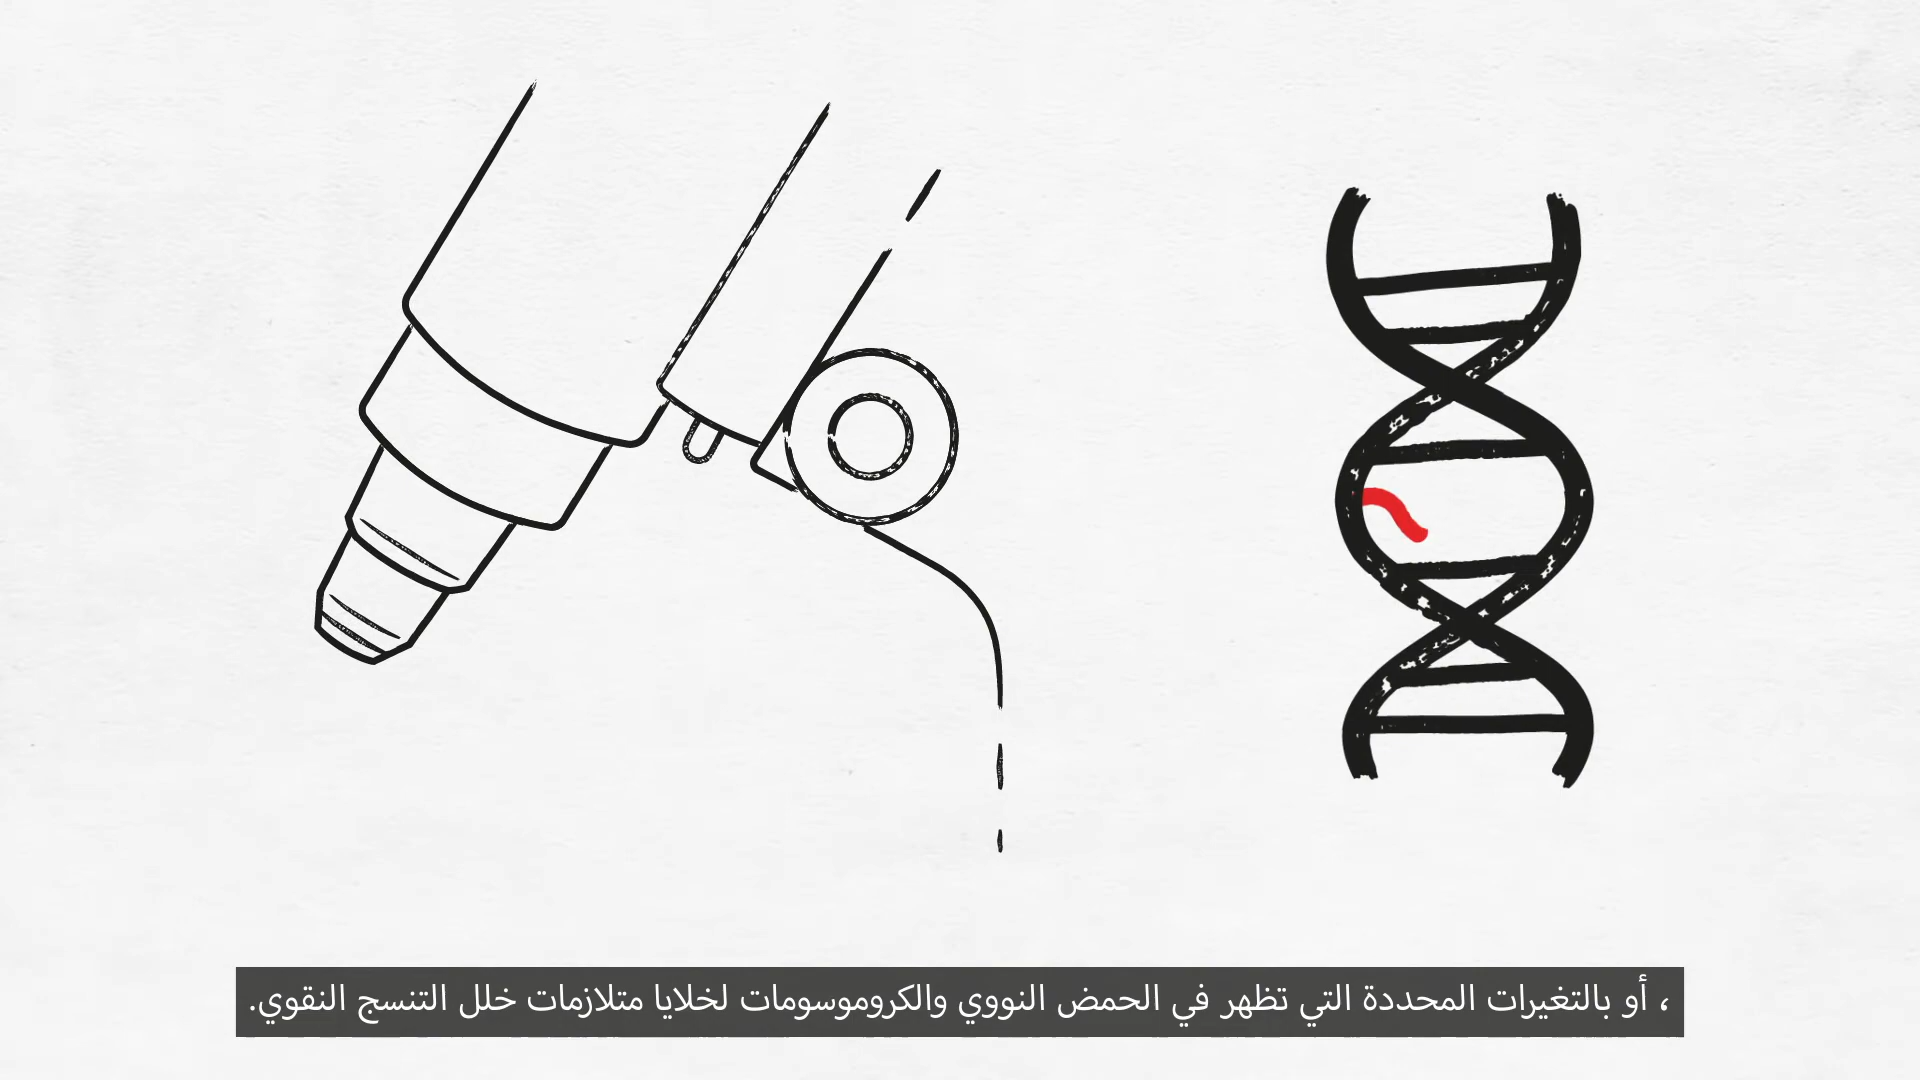 ، أو بالتغيرات المحددة التي تظهر في الحمض النووي والكروموسومات لخلايا متلازمات خلل التنسج النقوي.